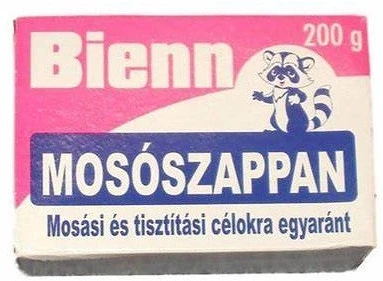 200 g
Bienn
MOSÓSZAPPAN
Mosási és tisztítási célokra egyaránt